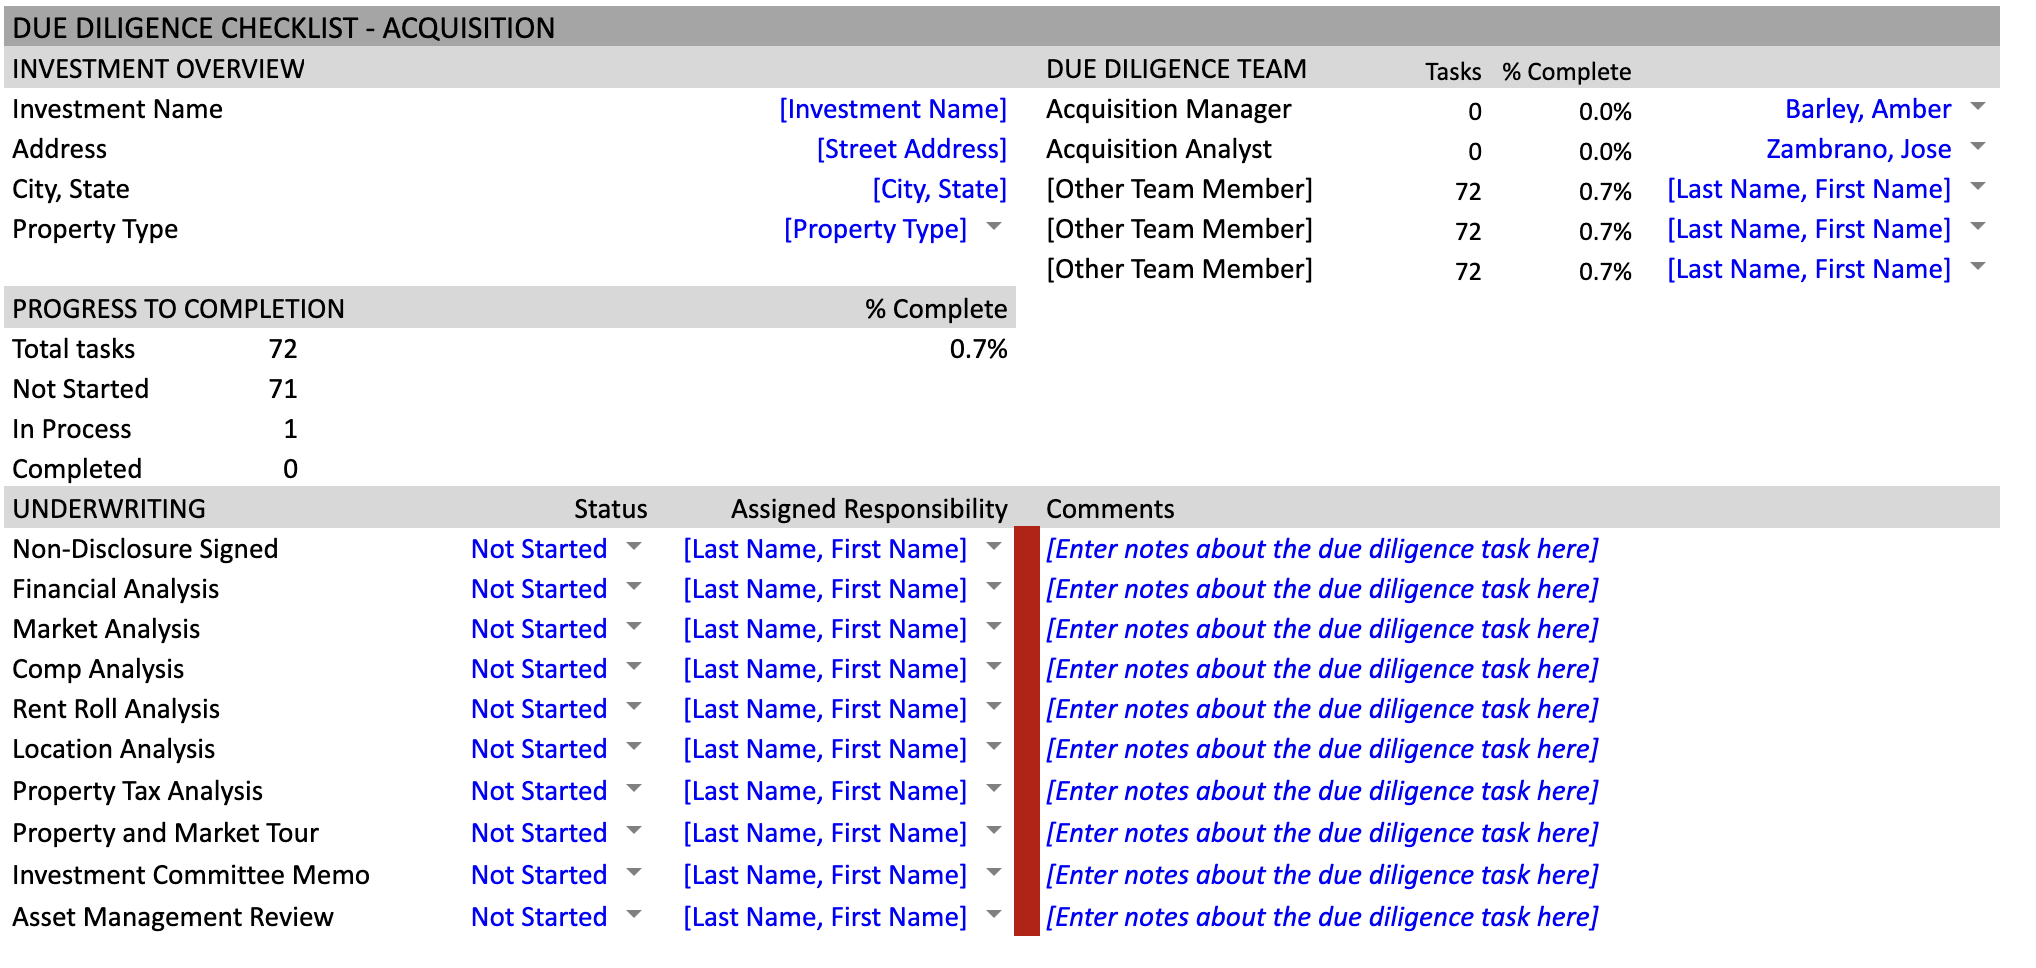 DUE DILIGENCE CHECKLIST - ACQUISITION
INVESTMENT OVERVIEW DUE DILIGENCE TEAM Tasks % Complete
Investment Name [Investment Name] Acquisition Manager 0 0.0% Barley, Amber
Address [Street Address] Acquisition Analyst 0 0.0% Zambrano, Jose
City, State [City, State] [Other Team Member] 72 0.7% [Last Name, First Name]
Property Type [Property Type] [Other Team Member] 72 0.7% [Last Name, First Name]
[Other Team Member] 72 0.7% [Last Name, First Name]
PROGRESS TO COMPLETION % Complete
Total tasks 72 0.7%
Not Started 71
In Process 1
Completed 0
UNDERWRITING Status Assigned Responsibility Comments
Non-Disclosure Signed Not Started [Last Name, First Name] [Enter notes about the due diligence task here]
Financial Analysis Not Started [Last Name, First Name] [Enter notes about the due diligence task here]
Market Analysis Not Started [Last Name, First Name] [Enter notes about the due diligence task here]
Comp Analysis Not Started [Last Name, First Name] [Enter notes about the due diligence task here]
Rent Roll Analysis Not Started [Last Name, First Name] [Enter notes about the due diligence task here]
Location Analysis Not Started [Last Name, First Name] [Enter notes about the due diligence task here]
Property Tax Analysis Not Started [Last Name, First Name] [Enter notes about the due diligence task here]
Property and Market Tour Not Started [Last Name, First Name] [Enter notes about the due diligence task here]
Investment Committee Memo Not Started [Last Name, First Name] [Enter notes about the due diligence task here]
Asset Management Review Not Started [Last Name, First Name] [Enter notes about the due diligence task here]